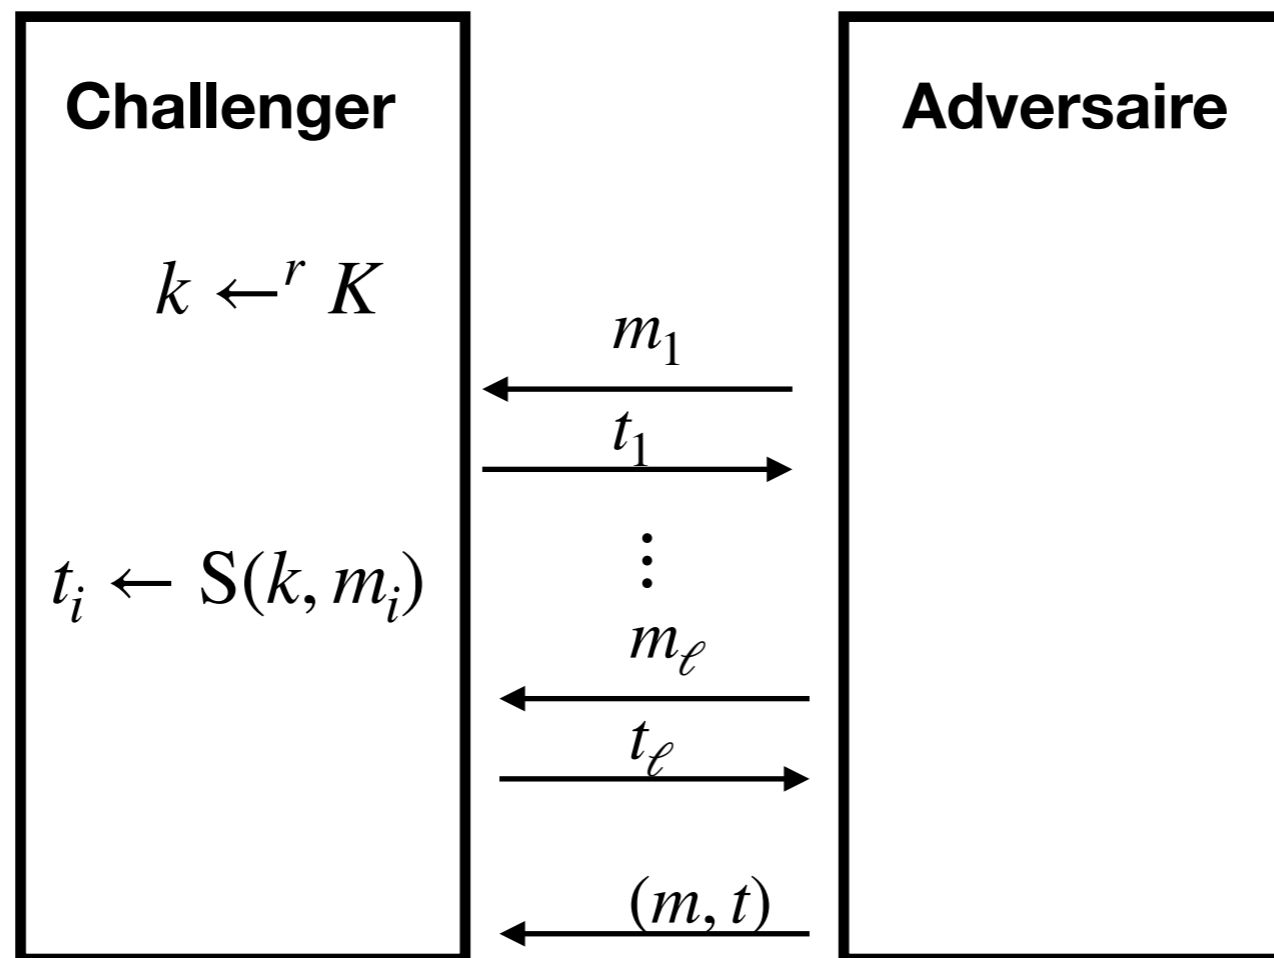 Challenger
Adversaire
k ←ʳ K
m₁
t₁
tᵢ ← S(k, mᵢ)
⋮
m_ℓ
t_ℓ
(m, t)